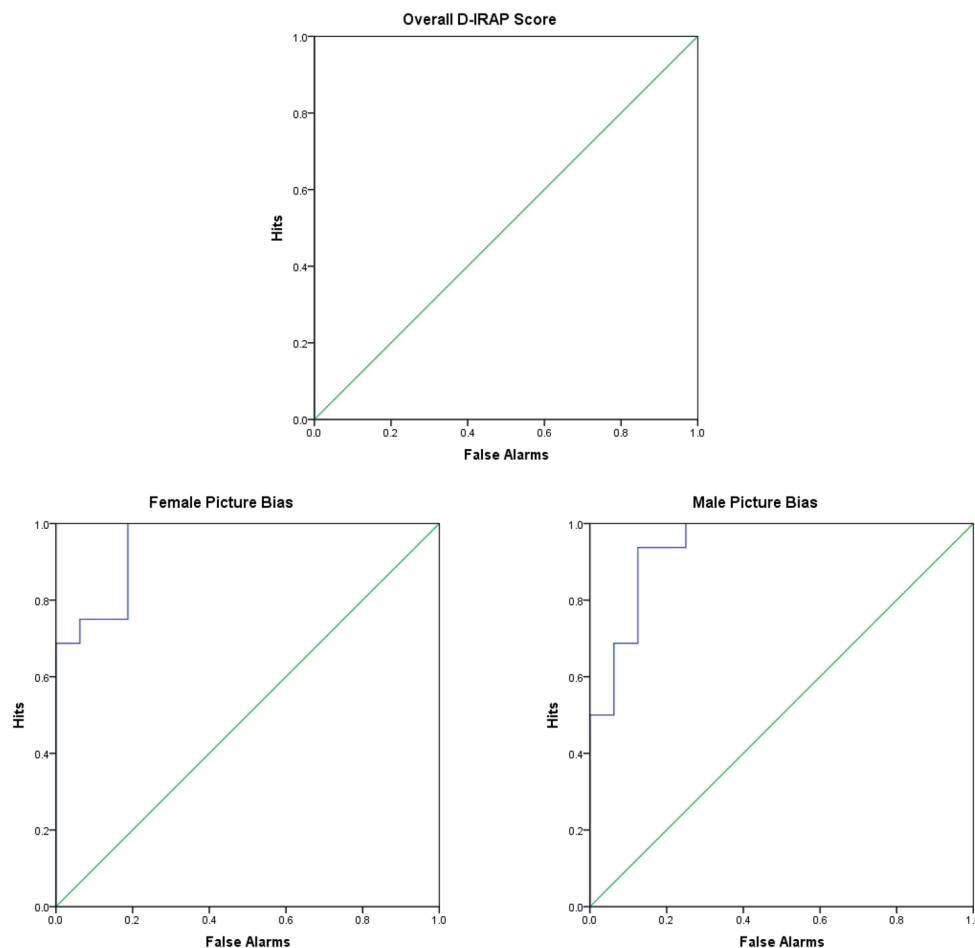 Overall D-IRAP Score
1.0
0.8
0.6
0.4
0.2
0.0
Hits
0.0 0.2 0.4 0.6 0.8 1.0
False Alarms
Female Picture Bias
1.0
0.8
0.6
0.4
0.2
0.0
Hits
0.0 0.2 0.4 0.6 0.8 1.0
False Alarms
Male Picture Bias
1.0
0.8
0.6
0.4
0.2
0.0
Hits
0.0 0.2 0.4 0.6 0.8
False Alarms